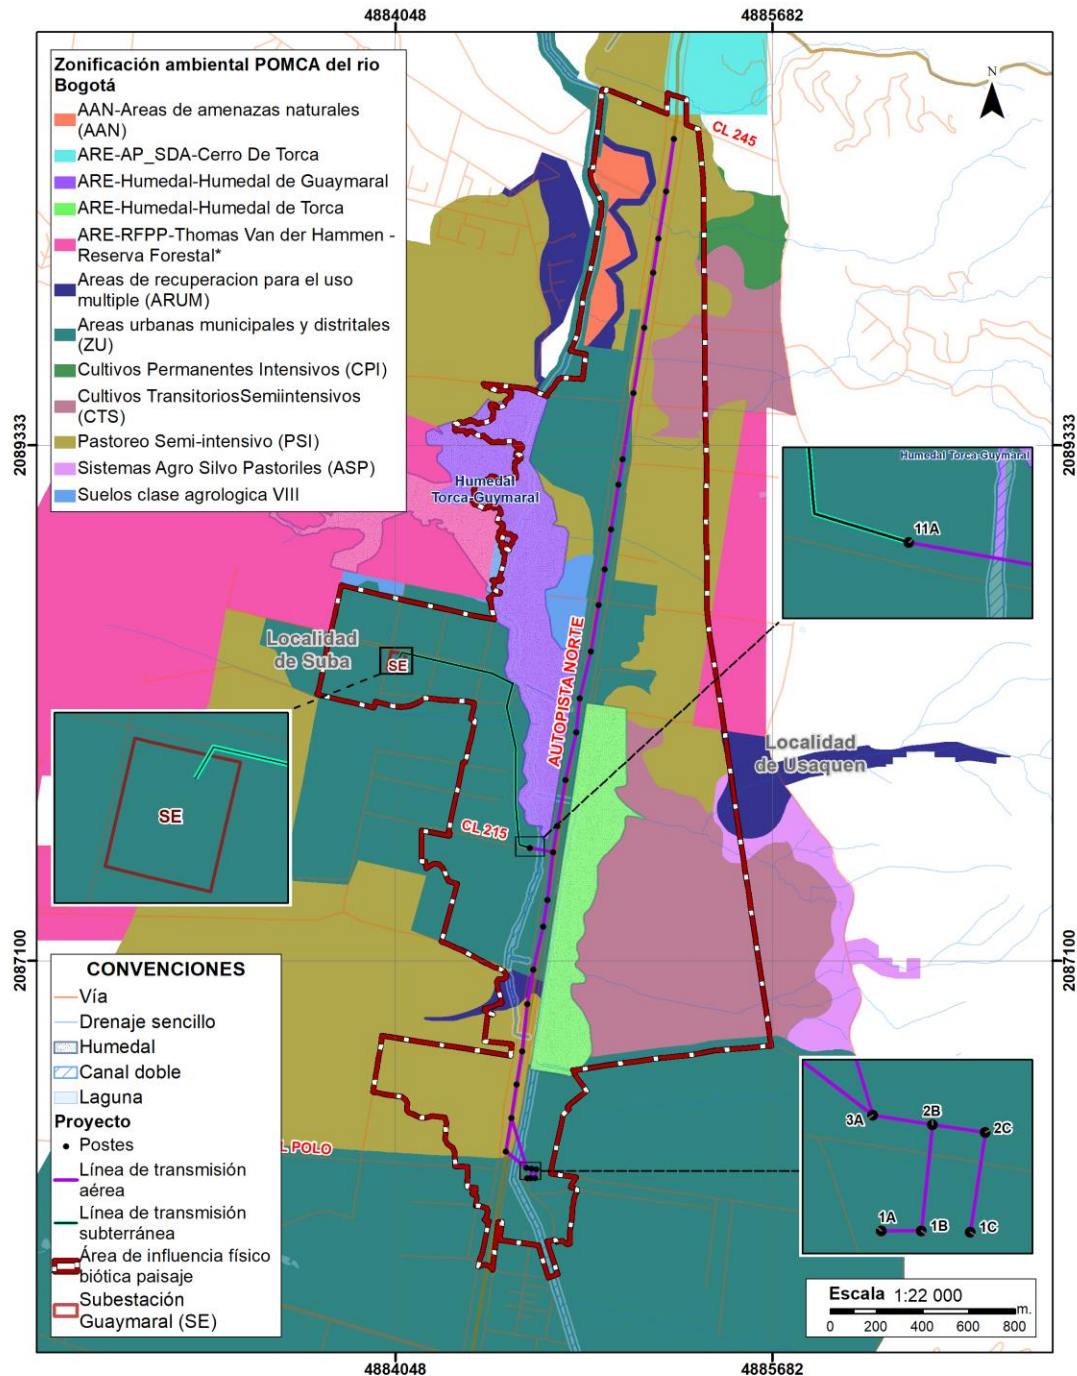 4884048
4885682
Zonificación ambiental POMCA del rio
Bogotá
AAN-Areas de amenazas naturales
(AAN)
ARE-AP_SDA-Cerro De Torca
ARE-Humedal-Humedal de Guaymaral
ARE-Humedal-Humedal de Torca
ARE-RFPP-Thomas Van der Hammen -
Reserva Forestal*
Areas de recuperacion para el uso
multiple (ARUM)
Areas urbanas municipales y distritales
(ZU)
Cultivos Permanentes Intensivos (CPI)
Cultivos TransitoriosSemiintensivos
(CTS)
Pastoreo Semi-intensivo (PSI)
Sistemas Agro Silvo Pastoriles (ASP)
Suelos clase agrologica VIII
N
CL 245
2089333
2089333
Humedal
Torca-Guymaral
Humedal Torca-Guymaral
11A
Localidad
de Suba
SE
AUTOPISTA NORTE
Localidad
de Usaquen
SE
CL 215
2087100
2087100
CONVENCIONES
Vía
Drenaje sencillo
Humedal
Canal doble
Laguna
Proyecto
Postes
Línea de transmisión
aérea
Línea de transmisión
subterránea
Área de influencia físico
biótica paisaje
Subestación
Guaymaral (SE)
L POLO
3A
2B
2C
1A
1B
1C
Escala 1:22 000
m.
0 200 400 600 800
4884048
4885682